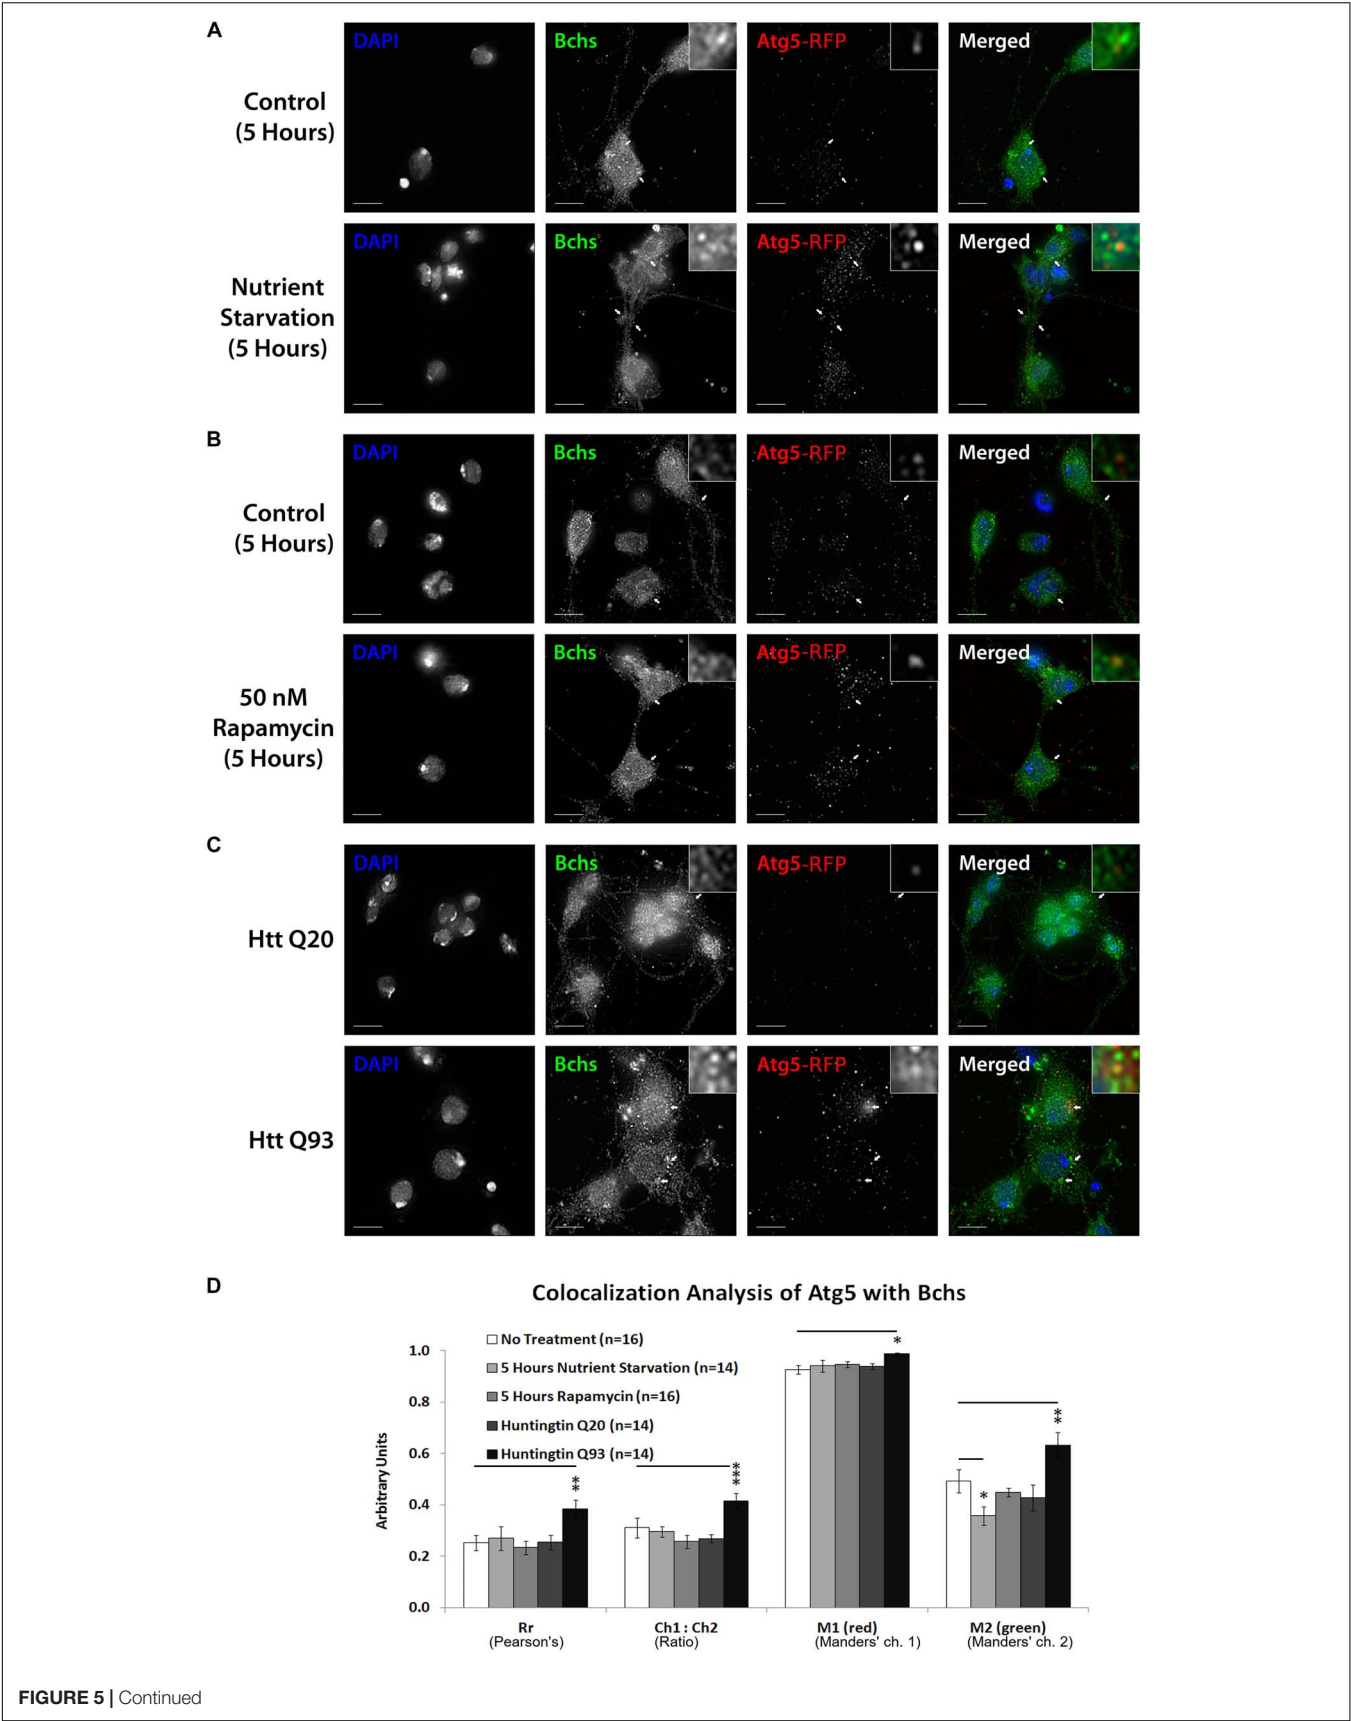 A
Control
(5 Hours)
DAPI
Bchs
Atg5-RFP
Merged
Nutrient
Starvation
(5 Hours)
DAPI
Bchs
Atg5-RFP
Merged
B
Control
(5 Hours)
DAPI
Bchs
Atg5-RFP
Merged
50 nM
Rapamycin
(5 Hours)
DAPI
Bchs
Atg5-RFP
Merged
C
Htt Q20
DAPI
Bchs
Atg5-RFP
Merged
Htt Q93
DAPI
Bchs
Atg5-RFP
Merged
D
Colocalization Analysis of Atg5 with Bchs
No Treatment (n=16)
5 Hours Nutrient Starvation (n=14)
5 Hours Rapamycin (n=16)
Huntingtin Q20 (n=14)
Huntingtin Q93 (n=14)
Arbitrary Units
1.0
0.8
0.6
0.4
0.2
0.0
**
***
*
*
**
Rr
(Pearson's)
Ch1 : Ch2
(Ratio)
M1 (red)
(Manders' ch. 1)
M2 (green)
(Manders' ch. 2)
FIGURE 5 | Continued